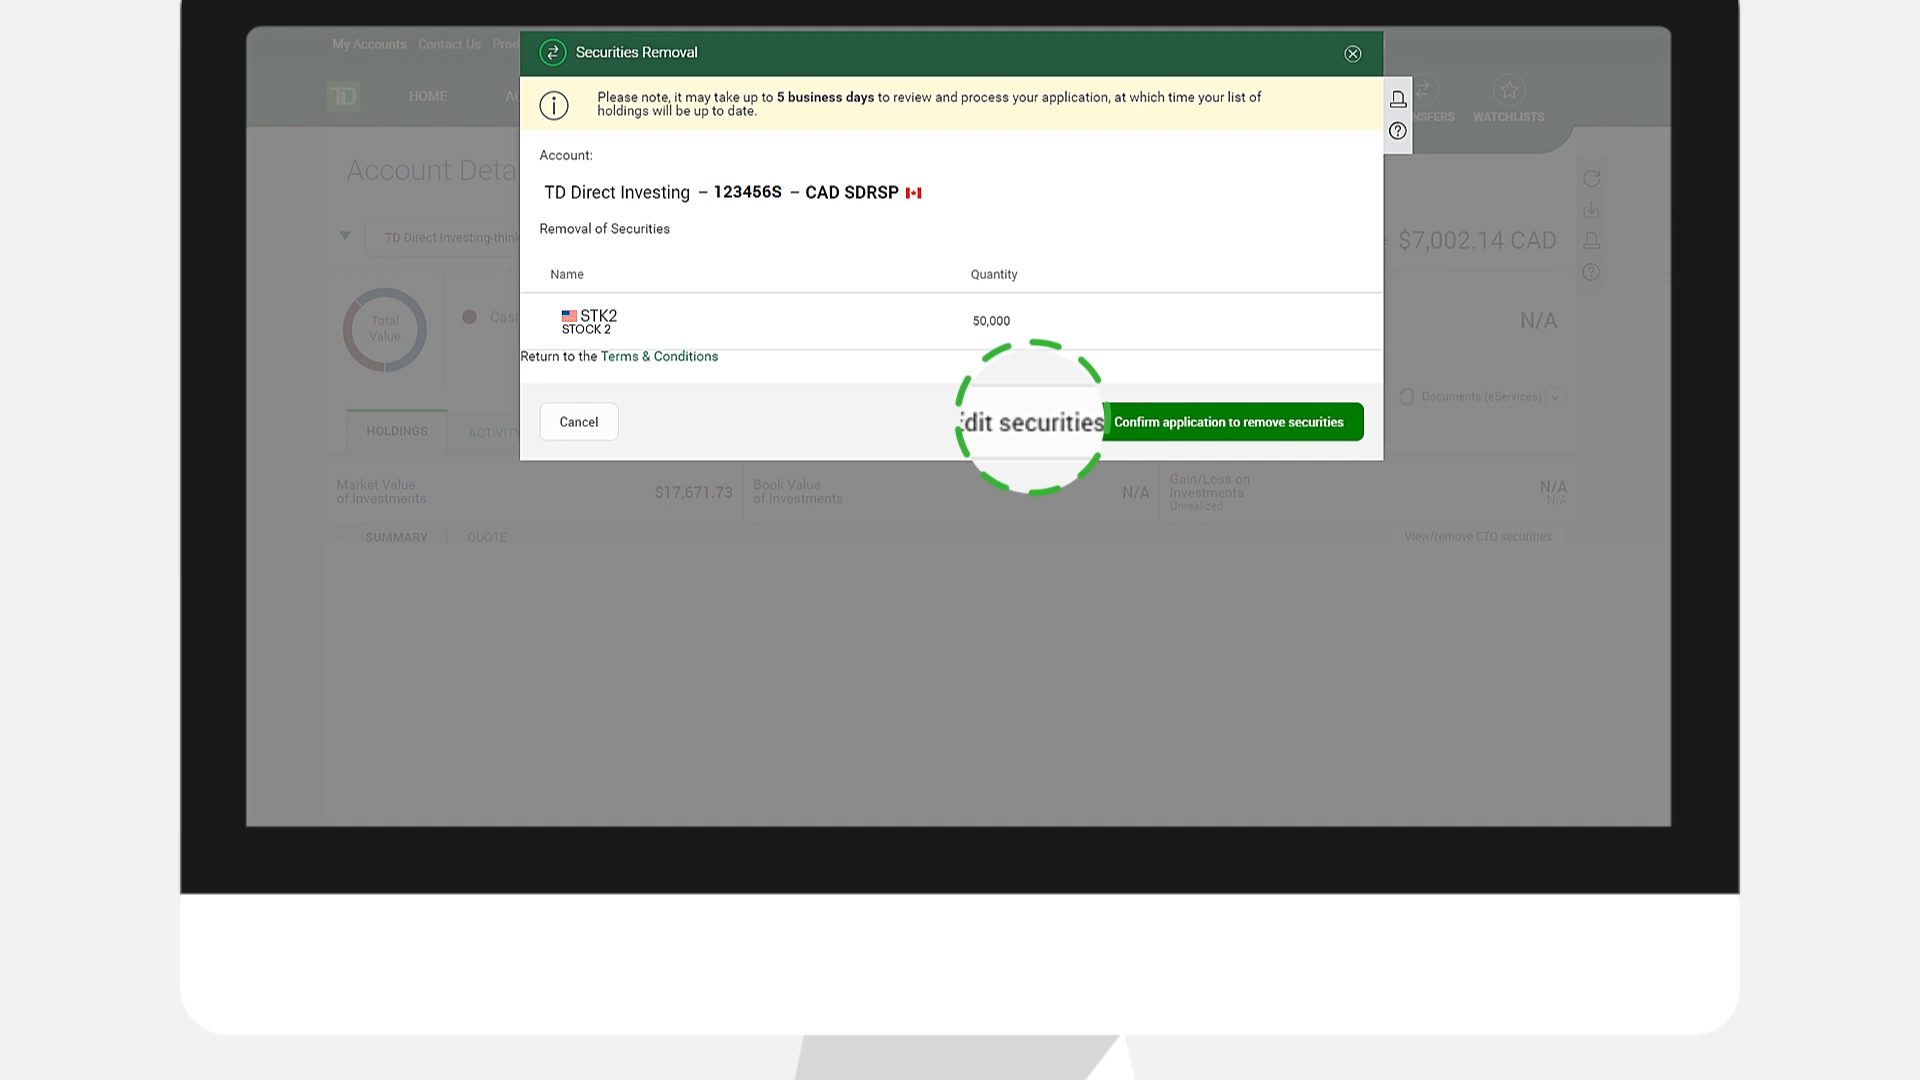 My Accounts Contact Us
Securities Removal
TD
HOME
WATCHLISTS
Please note, it may take up to 5 business days to review and process your application, at which time your list of
holdings will be up to date.
Account:
Account
TD Direct Investing – 123456S – CAD SDRSP
Removal of Securities
TD Direct Investing
$7,002.14 CAD
Name Quantity
STK2
STOCK 2
50,000
Total
Value
N/A
Return to the Terms & Conditions
Documents (eServices)
Cancel
securities
Confirm application to remove securities
HOLDINGS
ACTIVITY
Market Value
of Investments
$17,671.73
Book Value
of Investments
N/A
Gain/Loss on
Investments
Unrealized
N/A
N/A
SUMMARY QUOTE
View/remove CTO securities